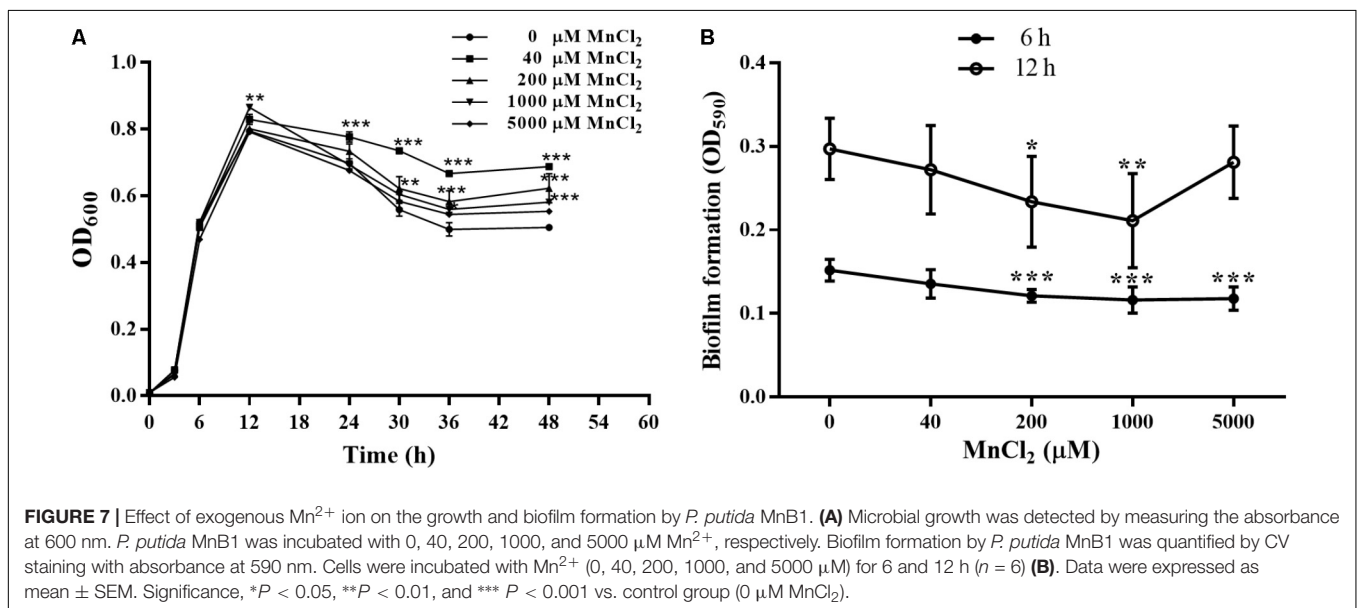 A
0 μM MnCl₂
40 μM MnCl₂
200 μM MnCl₂
1000 μM MnCl₂
5000 μM MnCl₂
1.0
0.8
0.6
0.4
0.2
0.0
OD₆₀₀
** *** *** *** ***
** *** ***
* ***
0 6 12 18 24 30 36 42 48 54 60
Time (h)
B
6 h
12 h
0.4
0.3
0.2
0.1
0.0
Biofilm formation (OD₅₉₀)
* **
*** *** ***
0 40 200 1000 5000
MnCl₂ (μM)
FIGURE 7 | Effect of exogenous Mn²⁺ ion on the growth and biofilm formation by P. putida MnB1. (A) Microbial growth was detected by measuring the absorbance
at 600 nm. P. putida MnB1 was incubated with 0, 40, 200, 1000, and 5000 μM Mn²⁺, respectively. Biofilm formation by P. putida MnB1 was quantified by CV
staining with absorbance at 590 nm. Cells were incubated with Mn²⁺ (0, 40, 200, 1000, and 5000 μM) for 6 and 12 h (n = 6) (B). Data were expressed as
mean ± SEM. Significance, *P < 0.05, **P < 0.01, and *** P < 0.001 vs. control group (0 μM MnCl₂).